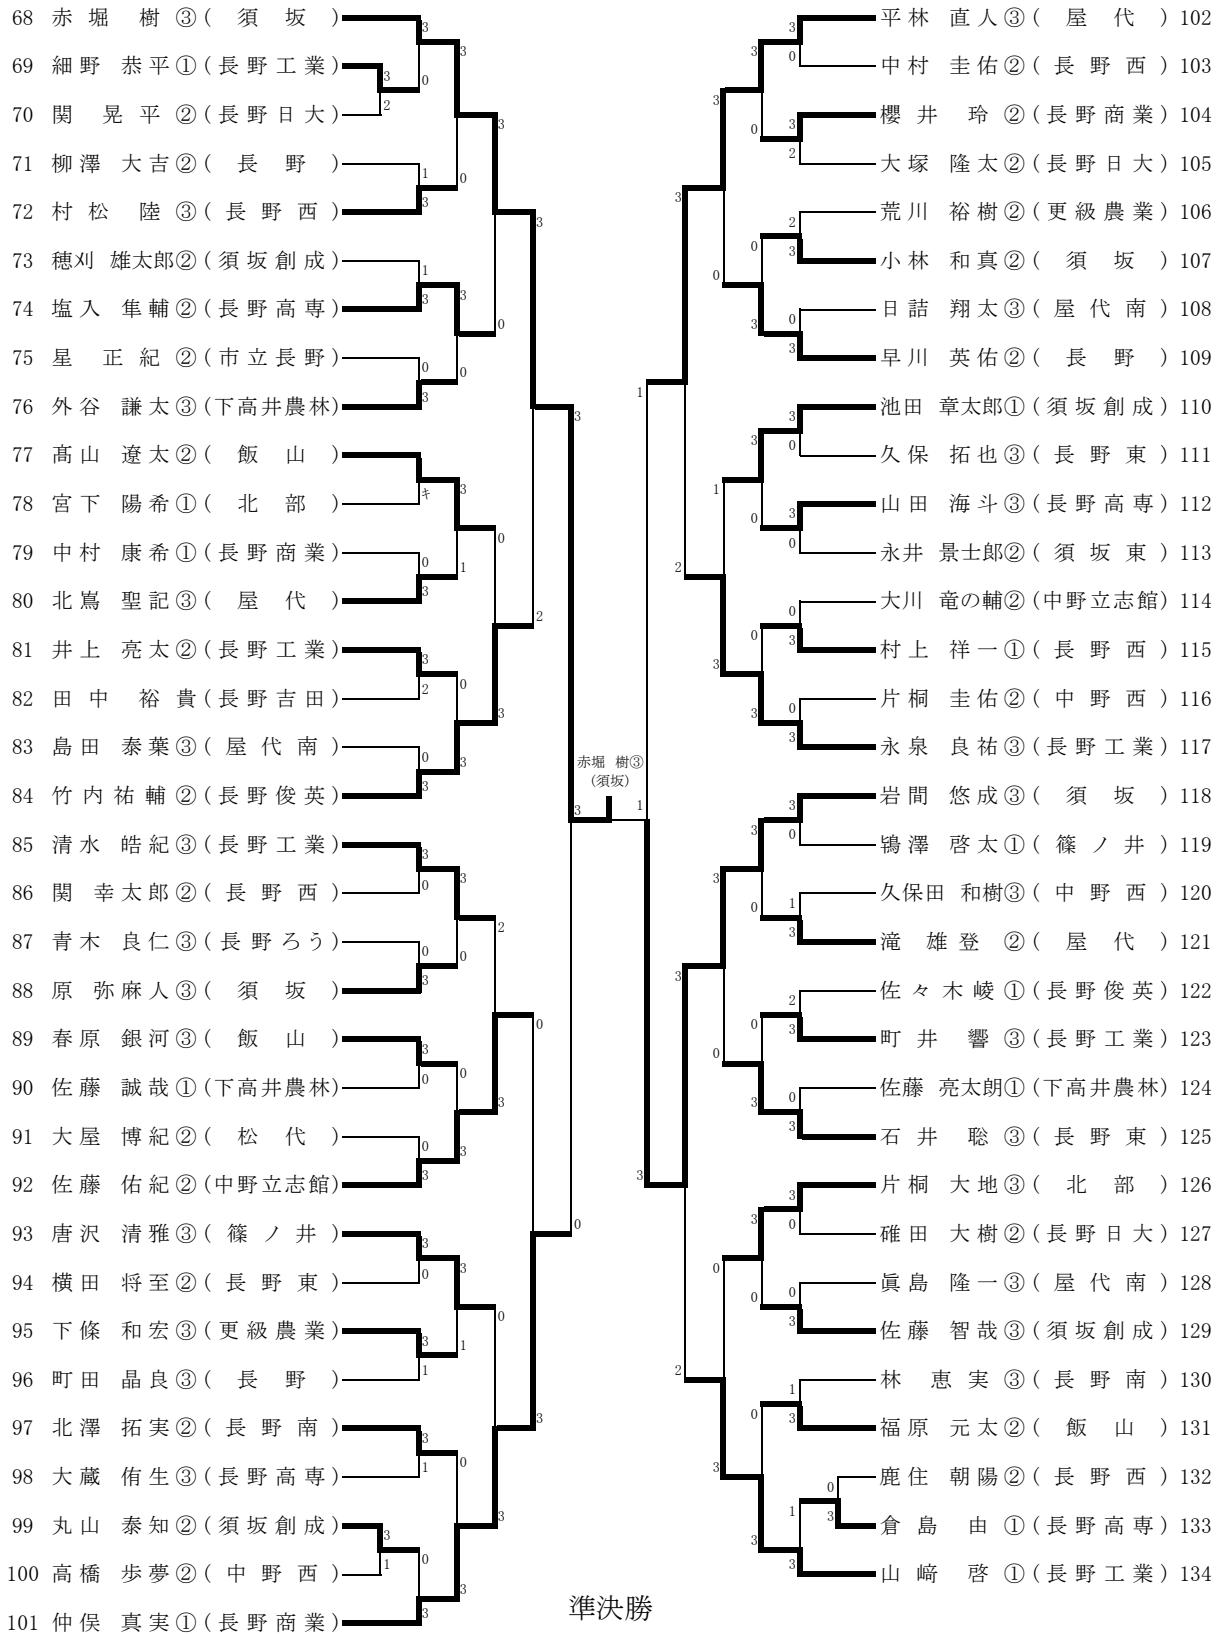 68 赤堀 樹 ③ ( 須 坂 )
69 細野 恭平 ① ( 長野工業 )
70 関 晃平 ② ( 長野日大 )
71 柳澤 大吉 ② ( 長 野 )
72 村松 陸 ③ ( 長野西 )
73 穂刈 雄太郎 ② ( 須坂創成 )
74 塩入 隼輔 ② ( 長野高専 )
75 星 正紀 ② ( 市立長野 )
76 外谷 謙太 ③ (下高井農林)
77 髙山 遼太 ② ( 飯 山 )
78 宮下 陽希 ① ( 北 部 )
79 中村 康希 ① ( 長野商業 )
80 北嶌 聖記 ③ ( 屋 代 )
81 井上 亮太 ② ( 長野工業 )
82 田中 裕貴 ( 長野吉田 )
83 島田 泰葉 ③ ( 屋代南 )
84 竹内祐輔 ② ( 長野俊英 )
85 清水 皓紀 ③ ( 長野工業 )
86 関 幸太郎 ② ( 長野西 )
87 青木 良仁 ③ ( 長野ろう )
88 原 弥麻人 ③ ( 須 坂 )
89 春原 銀河 ③ ( 飯 山 )
90 佐藤 誠哉 ① (下高井農林)
91 大屋 博紀 ② ( 松 代 )
92 佐藤 佑紀 ② (中野立志館)
93 唐沢 清雅 ③ ( 篠ノ井 )
94 横田 将至 ② ( 長野東 )
95 下條 和宏 ③ ( 更級農業 )
96 町田 晶良 ③ ( 長 野 )
97 北澤 拓実 ② ( 長野南 )
98 大蔵 侑生 ③ ( 長野高専 )
99 丸山 泰知 ② ( 須坂創成 )
100 高橋 歩夢 ② ( 中野西 )
101 仲俣 真実 ① ( 長野商業 )
赤堀 樹③
(須坂)
平林 直人 ③ ( 屋 代 ) 102
中村 圭佑 ② ( 長野西 ) 103
櫻井 玲 ② ( 長野商業 ) 104
大塚 隆太 ② ( 長野日大 ) 105
荒川 裕樹 ② ( 更級農業 ) 106
小林 和真 ② ( 須 坂 ) 107
日詰 翔太 ③ ( 屋代南 ) 108
早川 英佑 ② ( 長 野 ) 109
池田 章太郎 ① ( 須坂創成 ) 110
久保 拓也 ③ ( 長野東 ) 111
山田 海斗 ③ ( 長野高専 ) 112
永井 景士郎 ② ( 須坂東 ) 113
大川 竜の輔 ② (中野立志館) 114
村上 祥一 ① ( 長野西 ) 115
片桐 圭佑 ② ( 中野西 ) 116
永泉 良祐 ③ ( 長野工業 ) 117
岩間 悠成 ③ ( 須 坂 ) 118
鴇澤 啓太 ① ( 篠ノ井 ) 119
久保田 和樹 ③ ( 中野西 ) 120
滝 雄登 ② ( 屋 代 ) 121
佐々木崚 ① ( 長野俊英 ) 122
町井 響 ③ ( 長野工業 ) 123
佐藤 亮太朗 ① (下高井農林) 124
石井 聡 ③ ( 長野東 ) 125
片桐 大地 ③ ( 北 部 ) 126
碓田 大樹 ② ( 長野日大 ) 127
眞島 隆一 ③ ( 屋代南 ) 128
佐藤 智哉 ③ ( 須坂創成 ) 129
林 恵実 ③ ( 長野南 ) 130
福原 元太 ② ( 飯 山 ) 131
鹿住 朝陽 ② ( 長野西 ) 132
倉島 由 ① ( 長野高専 ) 133
山﨑 啓 ① ( 長野工業 ) 134
準決勝